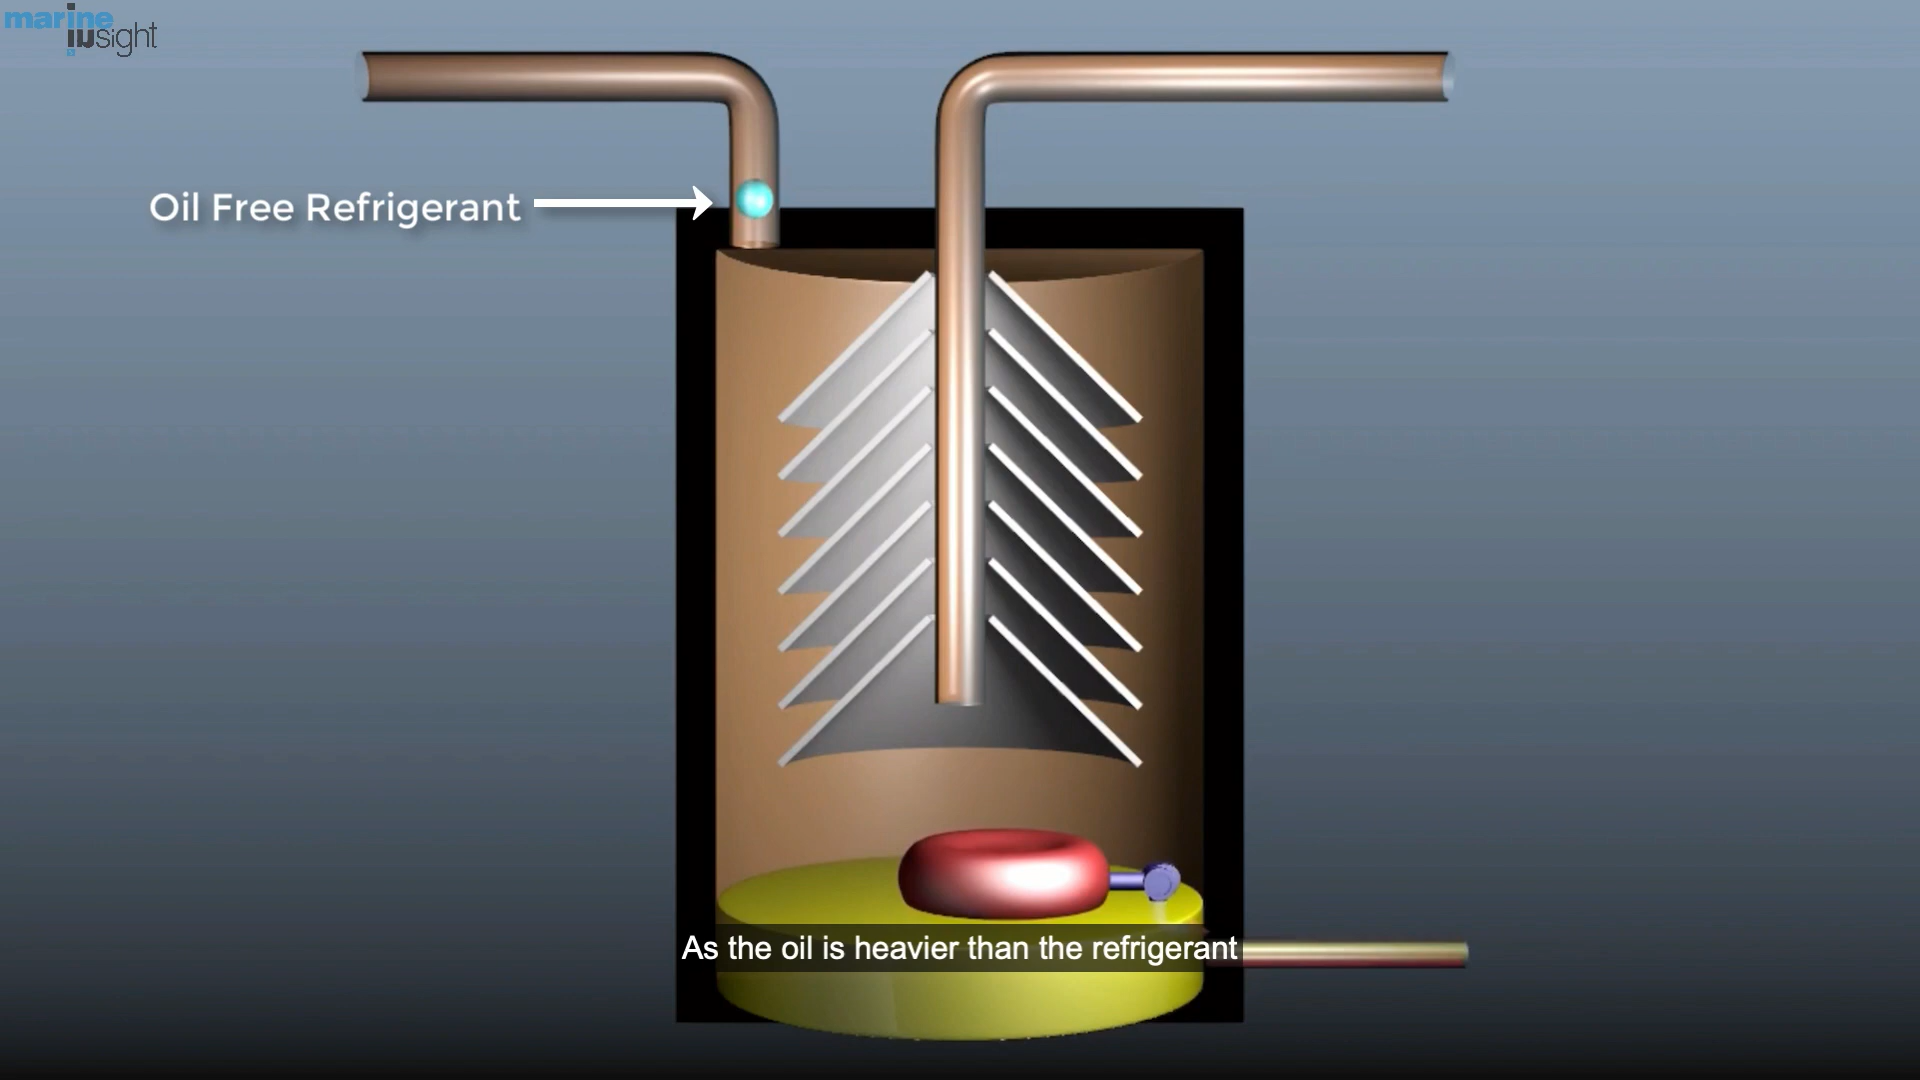 marine
insight
Oil Free Refrigerant
As the oil is heavier than the refrigerant